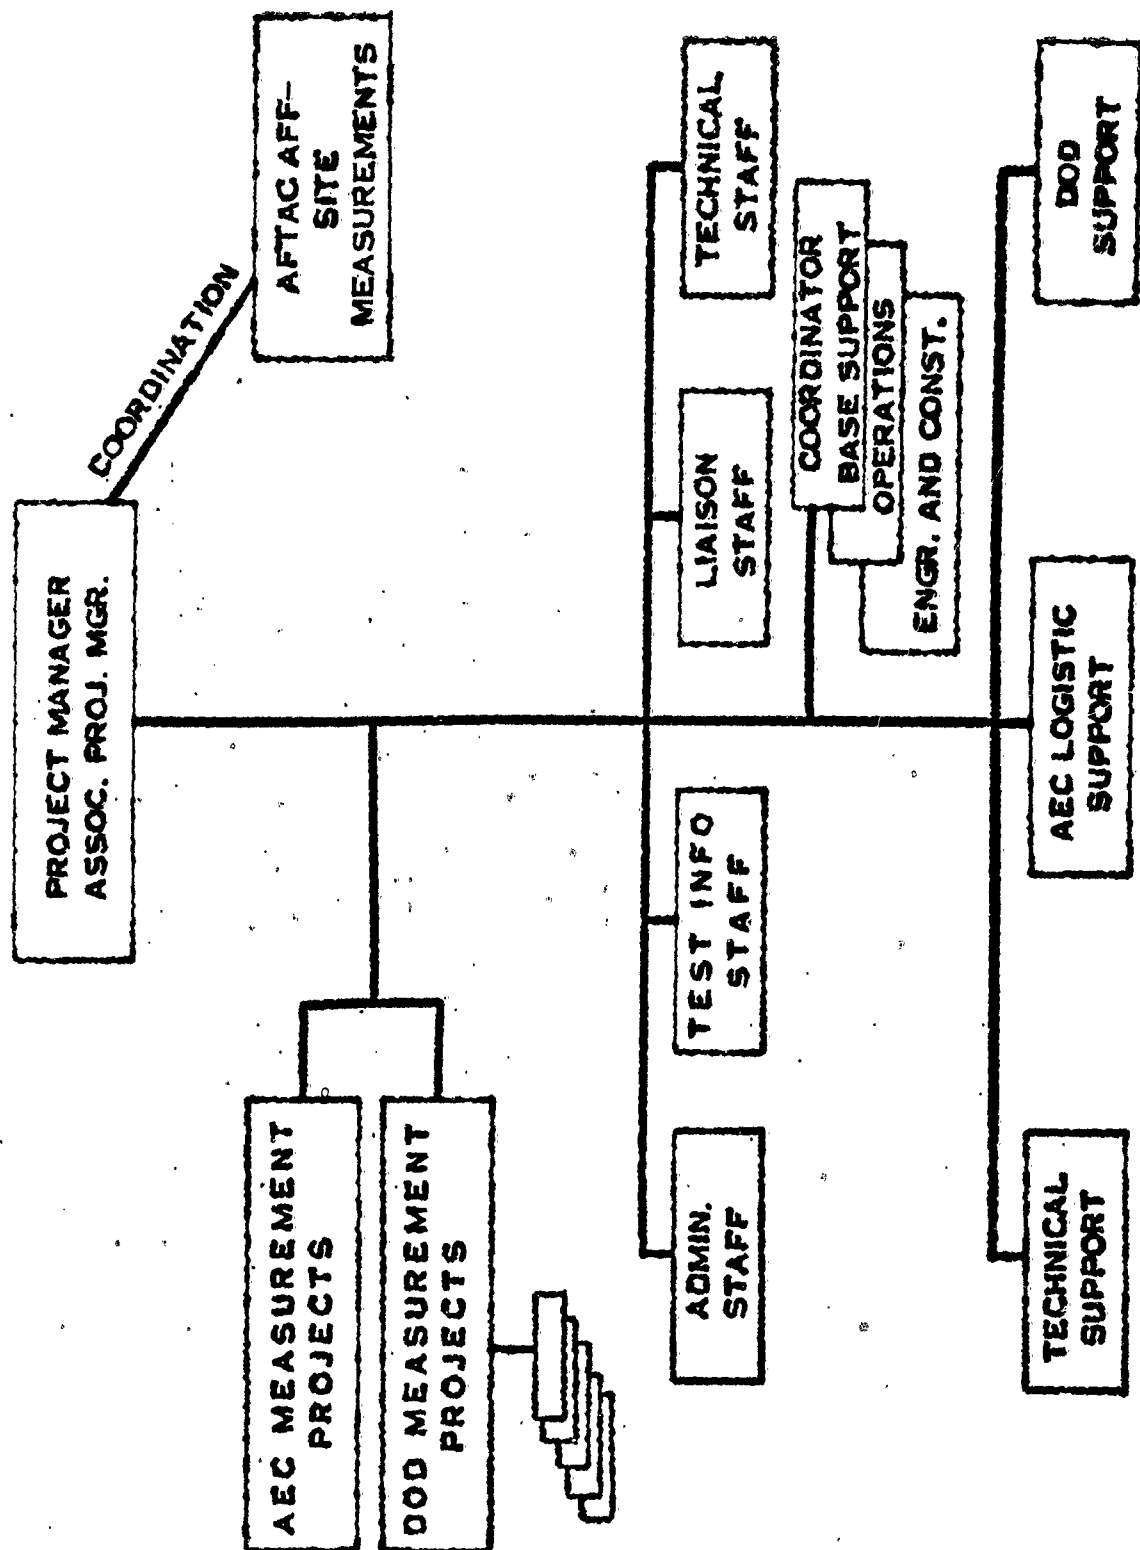 PROJECT MANAGER
ASSOC. PROJ. MGR.
COORDINATION
AFTAC AFF-
SITE
MEASUREMENTS
AEC MEASUREMENT
PROJECTS
DOD MEASUREMENT
PROJECTS
ADMIN.
STAFF
TEST INFO
STAFF
LIAISON
STAFF
TECHNICAL
STAFF
COORDINATOR
BASE SUPPORT
OPERATIONS
ENGR. AND CONST.
TECHNICAL
SUPPORT
AEC LOGISTIC
SUPPORT
DOD
SUPPORT